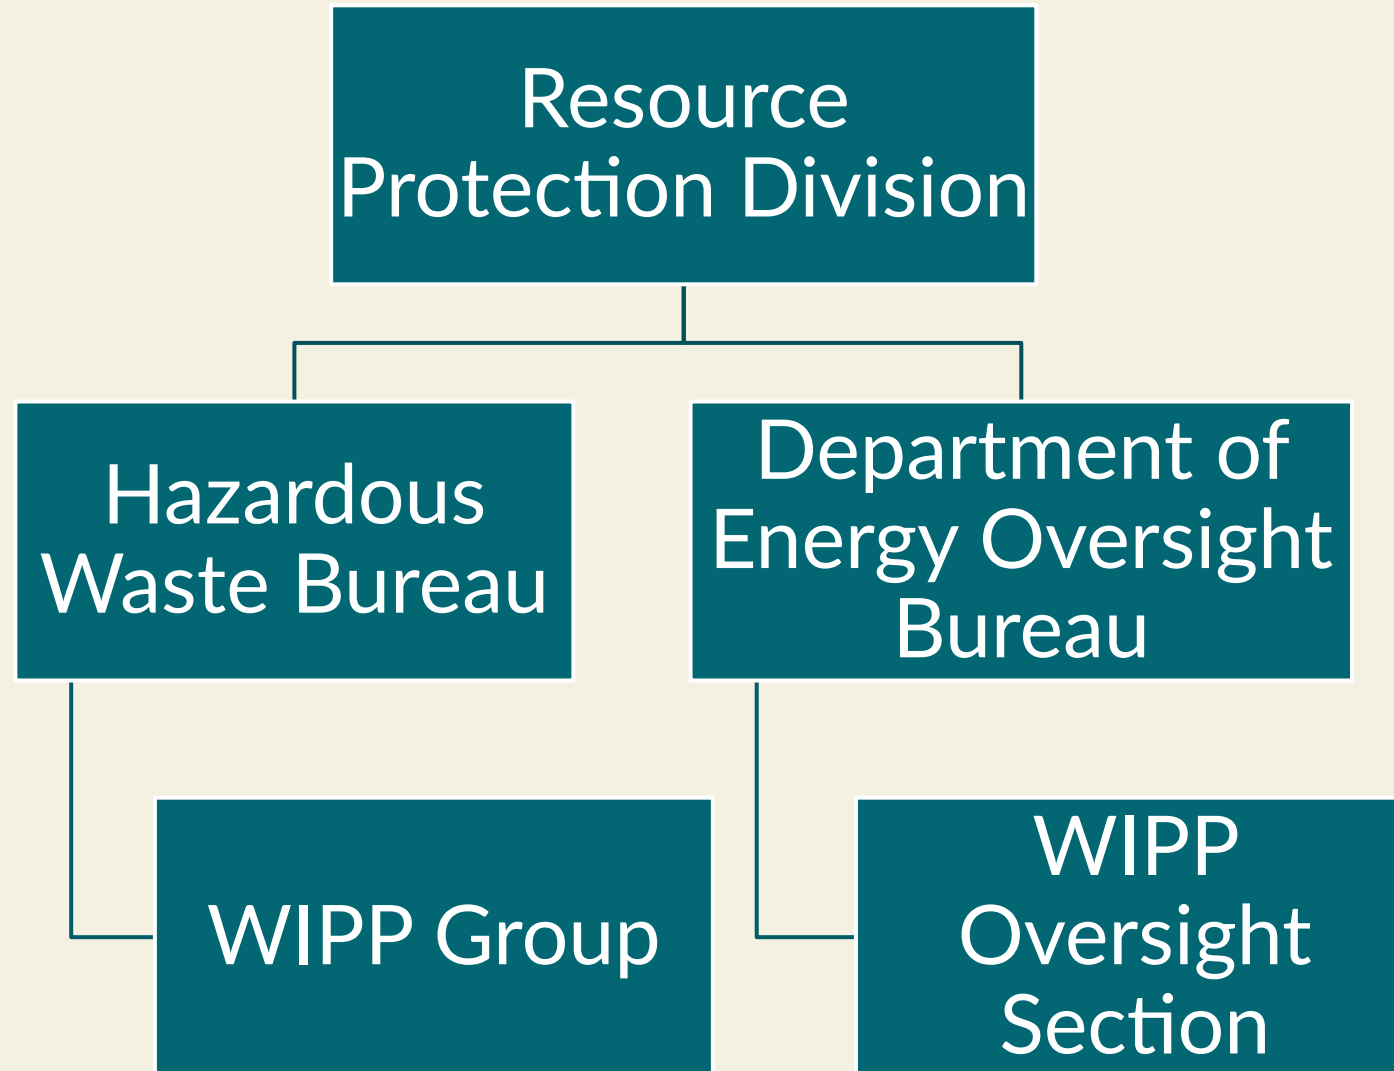 Resource
Protection Division
Hazardous
Waste Bureau
Department of
Energy Oversight
Bureau
WIPP Group
WIPP
Oversight
Section